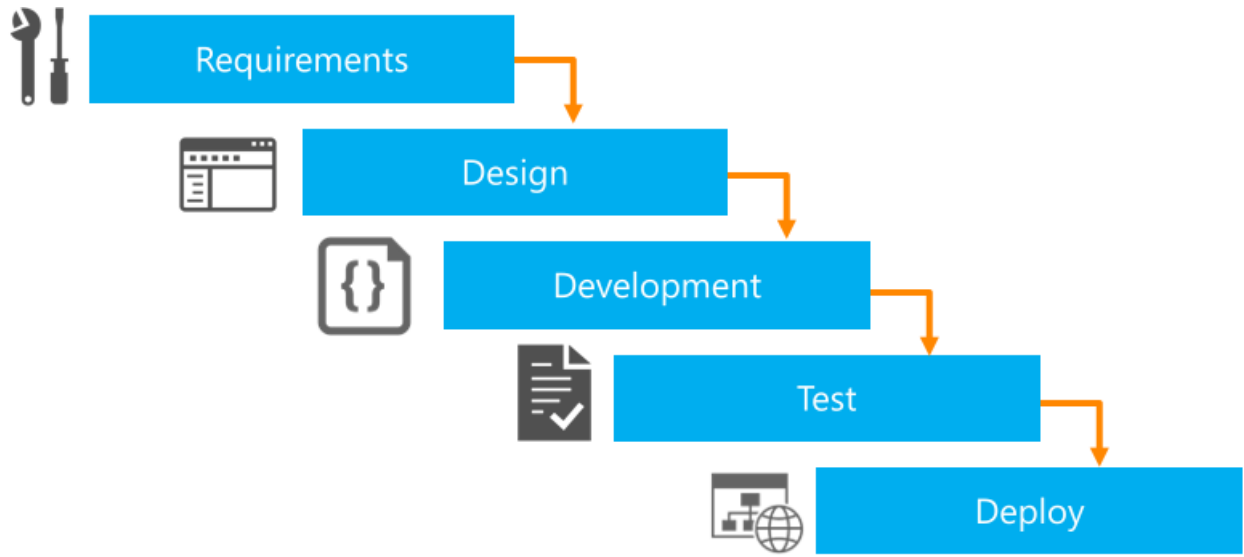 Requirements
Design
Development
Test
Deploy